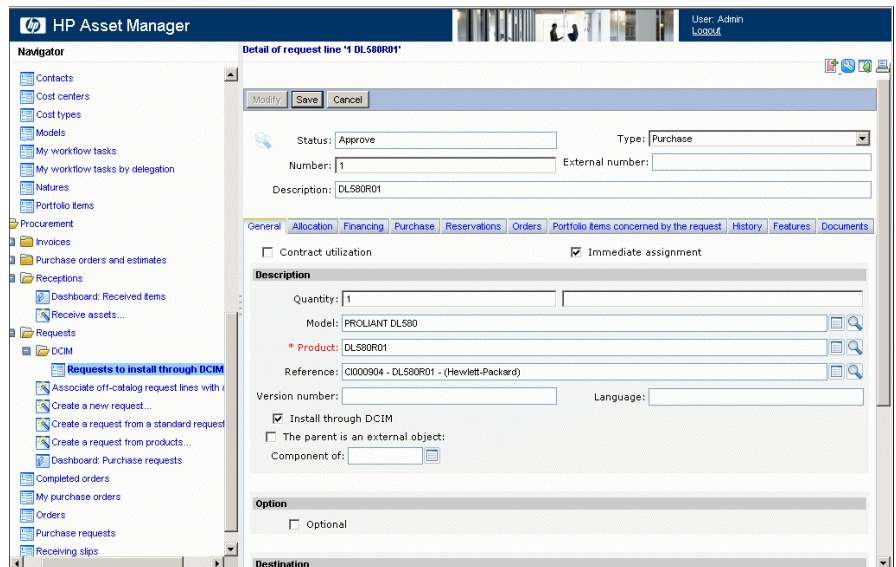 HP Asset Manager
User: Admin
Logout
Navigator
Contacts
Cost centers
Cost types
Models
My workflow tasks
My workflow tasks by delegation
Natures
Portfolio items
Procurement
Invoices
Purchase orders and estimates
Receptions
Dashboard: Received items
Receive assets...
Requests
DCIM
Requests to install through DCIM
Associate off-catalog request lines with
Create a new request...
Create a request from a standard request
Create a request from products...
Dashboard: Purchase requests
Completed orders
My purchase orders
Orders
Purchase requests
Receiving slips
Detail of request line '1 DL580R01'
Modify Save Cancel
Status: Approve Type: Purchase
Number: 1 External number:
Description: DL580R01
General Allocation Financing Purchase Reservations Orders Portfolio items concerned by the request History Features Documents
Contract utilization Immediate assignment
Description
Quantity: 1
Model: PROLIANT DL580
* Product: DL580R01
Reference: CI000904 - DL580R01 - (Hewlett-Packard)
Version number: Language:
Install through DCIM
The parent is an external object:
Component of:
Option
Optional
Destination